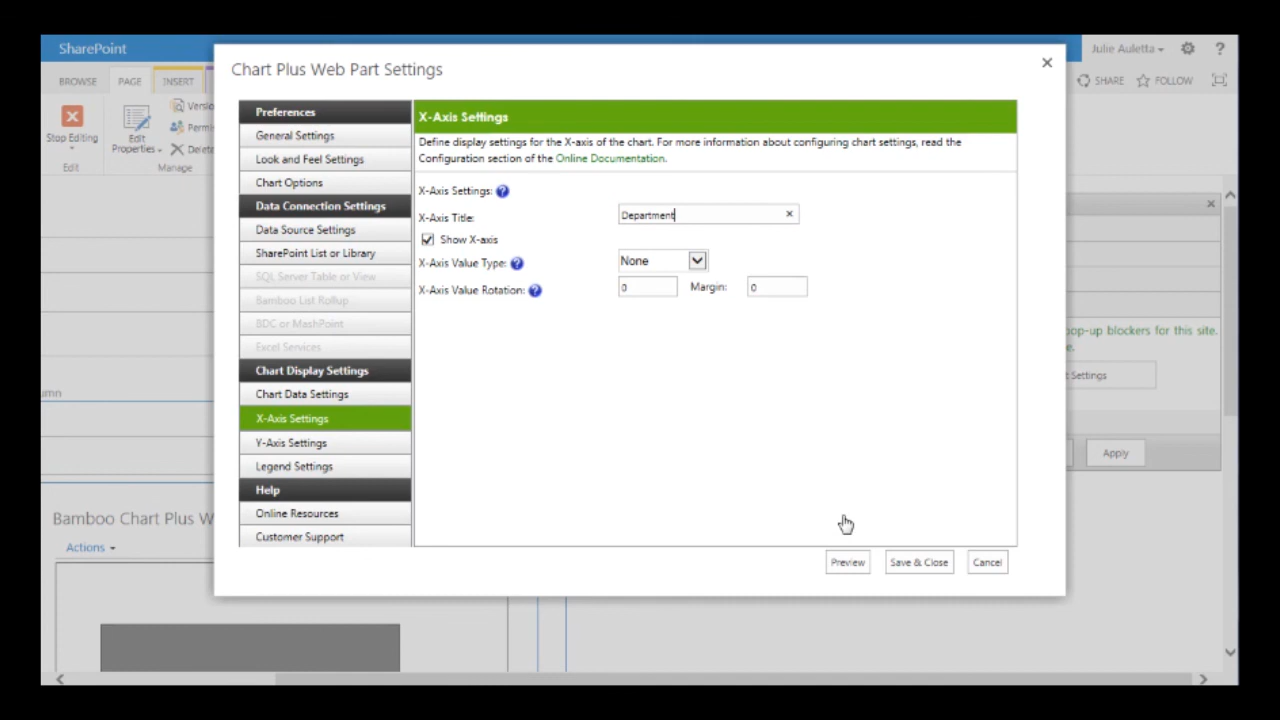 SharePoint
Julie Auletta
?
BROWSE PAGE INSERT
SHARE FOLLOW
Stop Editing
Edit Properties
Edit
Manage
Chart Plus Web Part Settings
Preferences
General Settings
Look and Feel Settings
Chart Options
Data Connection Settings
Data Source Settings
SharePoint List or Library
SQL Server Table or View
Bamboo List Rollup
BDC or MashPoint
Excel Services
Chart Display Settings
Chart Data Settings
X-Axis Settings
Y-Axis Settings
Legend Settings
Help
Online Resources
Customer Support
X-Axis Settings
Define display settings for the X-axis of the chart. For more information about configuring chart settings, read the
Configuration section of the Online Documentation.
X-Axis Settings: ?
X-Axis Title: Department
Show X-axis
X-Axis Value Type: ? None
X-Axis Value Rotation: ? 0 Margin: 0
Preview Save & Close Cancel
pop-up blockers for this site.
Settings
Apply
Bamboo Chart Plus W
Actions